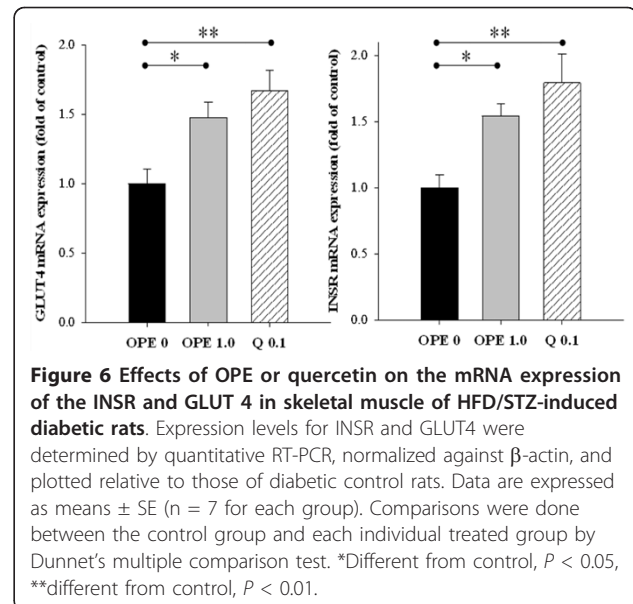 ** **
* *
GLUT4 mRNA expression (fold of control)
2.0
1.5
1.0
0.5
0.0
OPE 0 OPE 1.0 Q 0.1
INSR mRNA expression (fold of control)
2.0
1.5
1.0
0.5
0.0
OPE 0 OPE 1.0 Q 0.1
Figure 6 Effects of OPE or quercetin on the mRNA expression
of the INSR and GLUT 4 in skeletal muscle of HFD/STZ-induced
diabetic rats. Expression levels for INSR and GLUT4 were
determined by quantitative RT-PCR, normalized against β-actin, and
plotted relative to those of diabetic control rats. Data are expressed
as means ± SE (n = 7 for each group). Comparisons were done
between the control group and each individual treated group by
Dunnet's multiple comparison test. *Different from control, P < 0.05,
**different from control, P < 0.01.